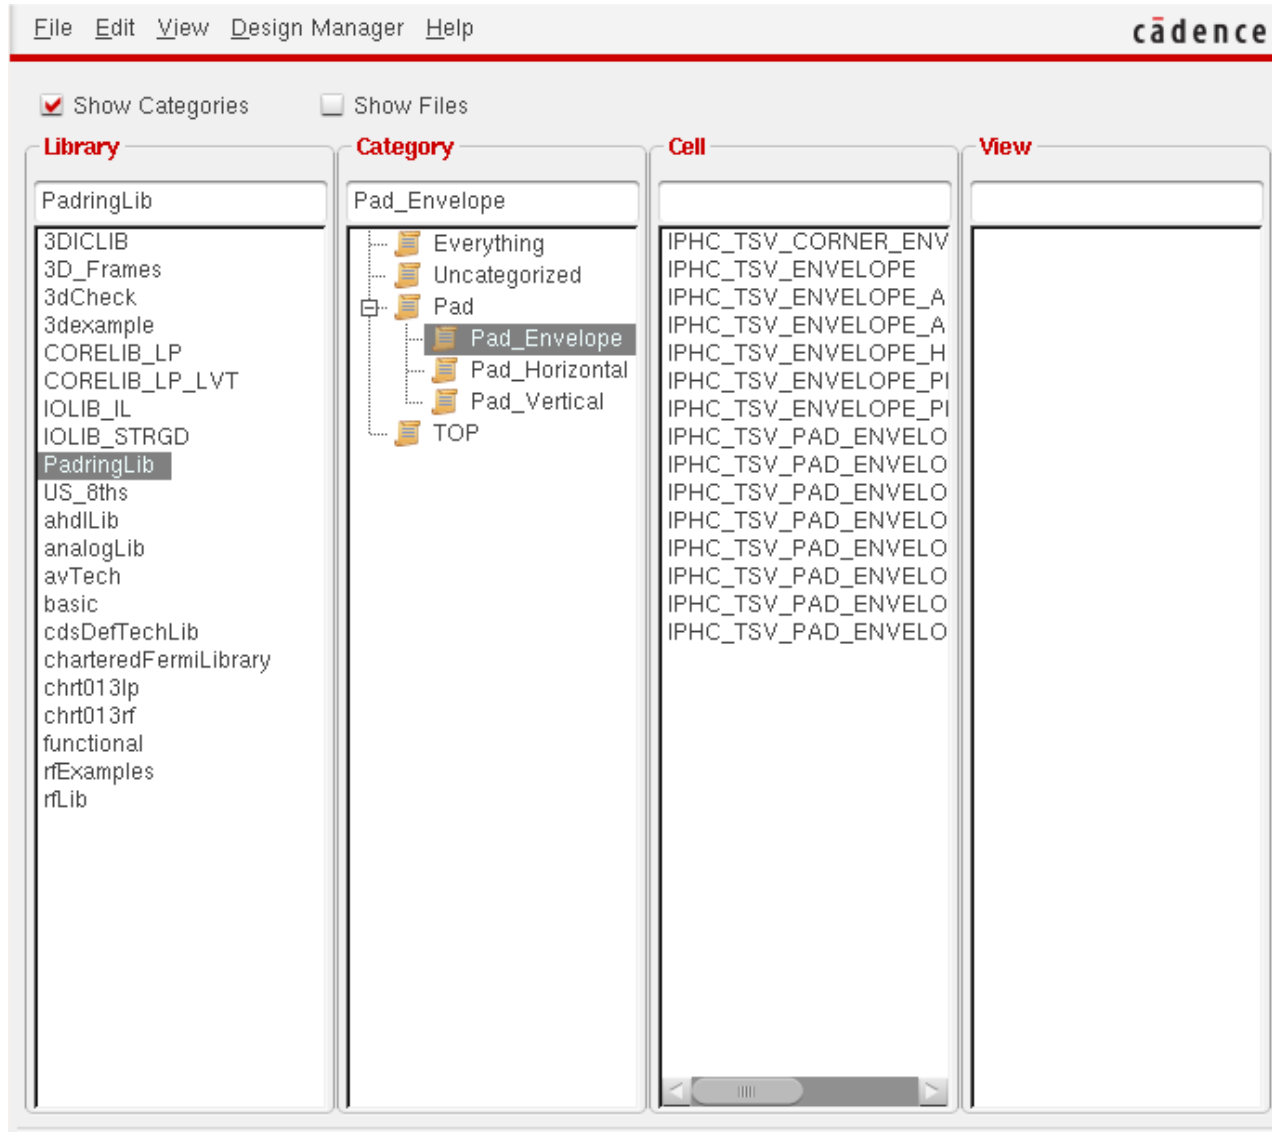 File Edit View Design Manager Help
cādence
Show Categories
Show Files
Library
Category
Cell
View
PadringLib
Pad_Envelope
3DICLIB
3D_Frames
3dCheck
3dexample
CORELIB_LP
CORELIB_LP_LVT
IOLIB_IL
IOLIB_STRGD
PadringLib
US_8ths
ahdlLib
analogLib
avTech
basic
cdsDefTechLib
charteredFermiLibrary
chrt013lp
chrt013rf
functional
rfExamples
rfLib
Everything
Uncategorized
Pad
Pad_Envelope
Pad_Horizontal
Pad_Vertical
TOP
IPHC_TSV_CORNER_ENV
IPHC_TSV_ENVELOPE
IPHC_TSV_ENVELOPE_A
IPHC_TSV_ENVELOPE_A
IPHC_TSV_ENVELOPE_H
IPHC_TSV_ENVELOPE_PI
IPHC_TSV_ENVELOPE_PI
IPHC_TSV_PAD_ENVELO
IPHC_TSV_PAD_ENVELO
IPHC_TSV_PAD_ENVELO
IPHC_TSV_PAD_ENVELO
IPHC_TSV_PAD_ENVELO
IPHC_TSV_PAD_ENVELO
IPHC_TSV_PAD_ENVELO
IPHC_TSV_PAD_ENVELO